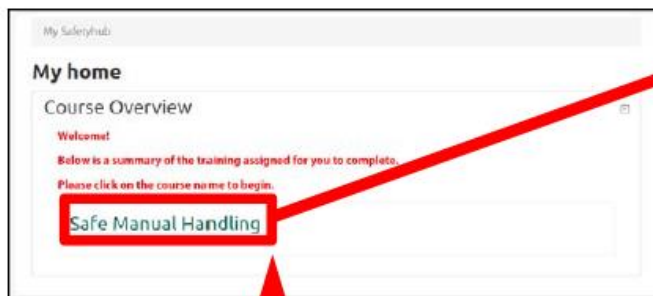 My Safetyhub
My home
Course Overview
Welcome!
Below is a summary of the training assigned for you to complete.
Please click on the course name to begin.
Safe Manual Handling